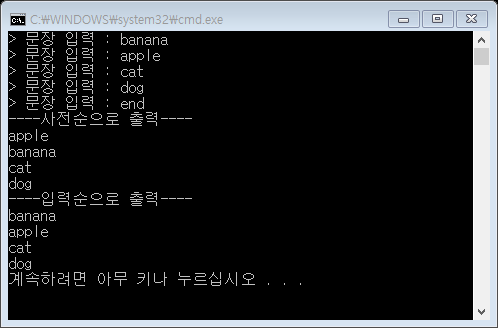 C:₩WINDOWS₩system32₩cmd.exe
> 문장 입력 : banana
> 문장 입력 : apple
> 문장 입력 : cat
> 문장 입력 : dog
> 문장 입력 : end
----사전순으로 출력----
apple
banana
cat
dog
----입력순으로 출력----
banana
apple
cat
dog
계속하려면 아무 키나 누르십시오 . . .